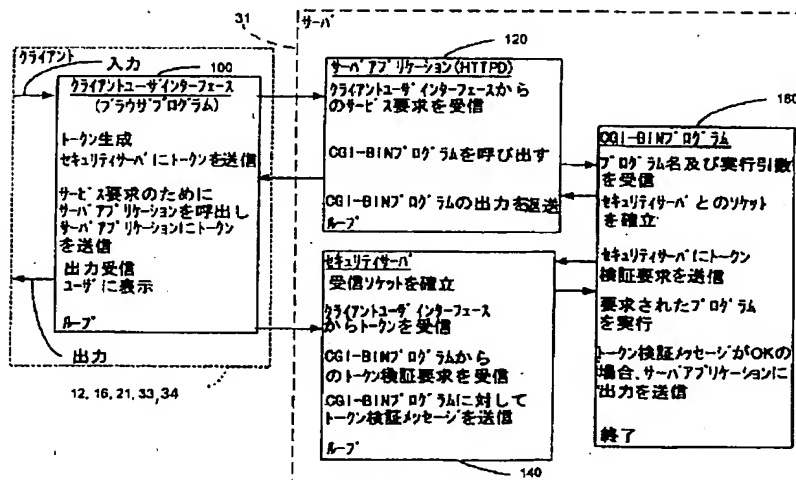 31
サーバ
クライアント
入力
100
クライアントユーザインターフェース
(ブラウザプログラム)
トークン生成
セキュリティサーバにトークンを送信
サービス要求のために
サーバアプリケーションを呼出し
サーバアプリケーションにトークン
を送信
出力受信
ユーザに表示
ループ
出力
12, 16, 21, 33, 34
120
サーバアプリケーション(HTTPD)
クライアントユーザインターフェースから
のサービス要求を受信
CGI-BINプログラムを呼び出す
CGI-BINプログラムの出力を返送
ループ
セキュリティサーバ
受信ソケットを確立
クライアントユーザインターフェース
からトークンを受信
CGI-BINプログラムから
のトークン検証要求を受信
CGI-BINプログラムに対して
トークン検証メッセージを送信
ループ
140
160
CGI-BINプログラム
プログラム名及び実行引数
を受信
セキュリティサーバとのソケット
を確立
セキュリティサーバにトークン
検証要求を送信
要求されたプログラム
を実行
トークン検証メッセージがOKの
場合、サーバアプリケーションに
出力を送信
終了